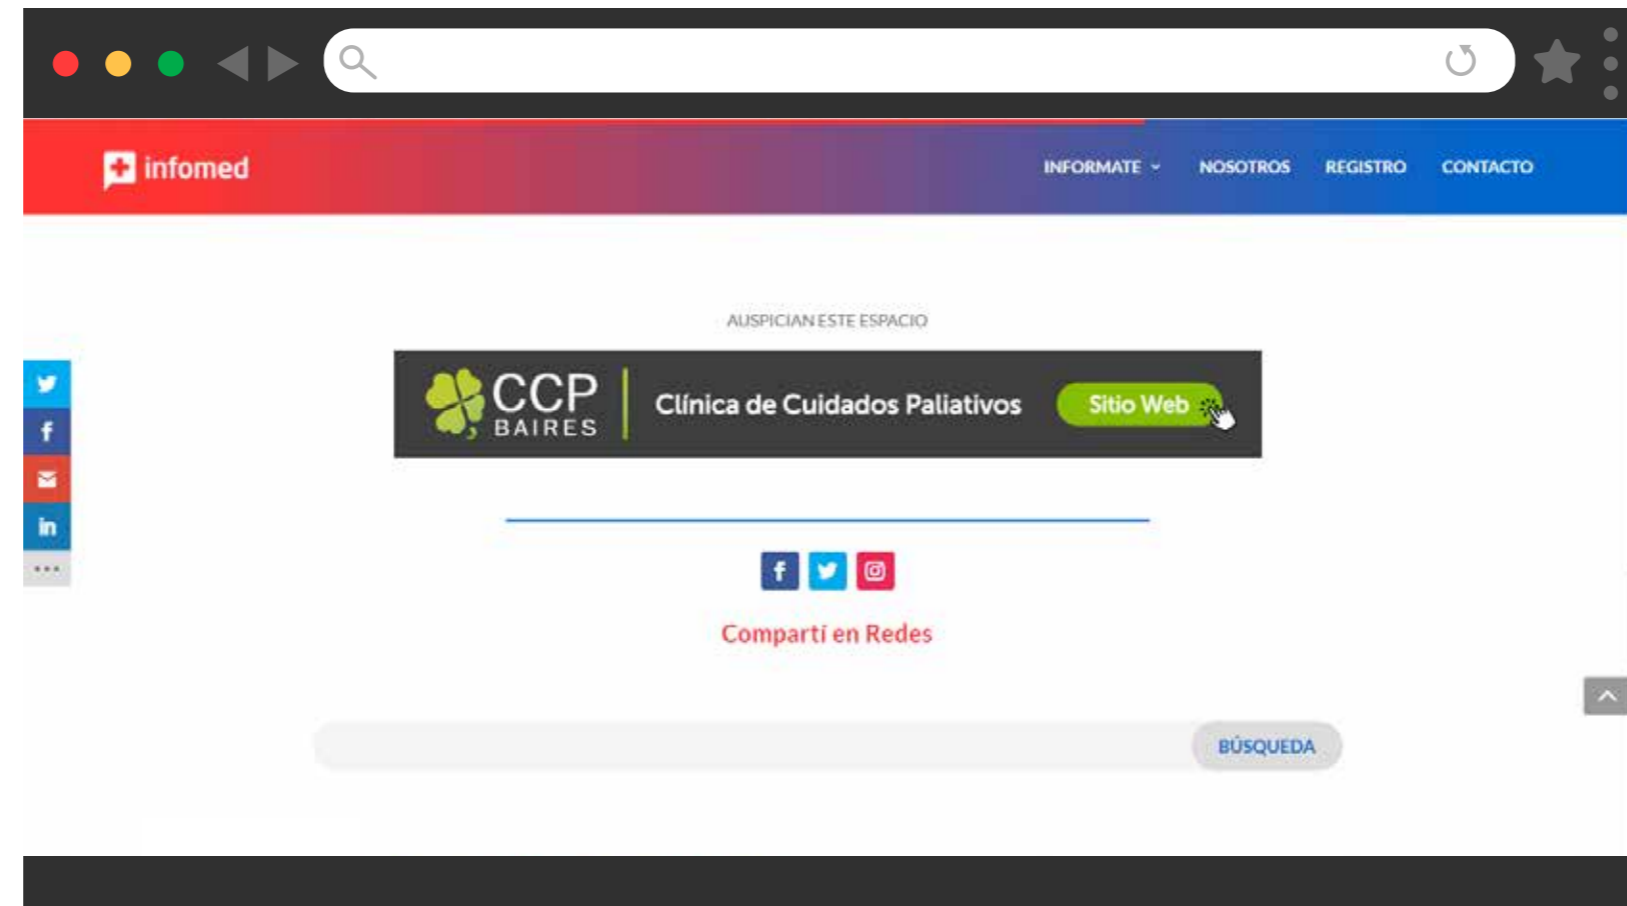 infomed
INFORMATE NOSOTROS REGISTRO CONTACTO
AUSPICIAN ESTE ESPACIO
CCP
BAIRES
Clínica de Cuidados Paliativos
Sitio Web
Compartí en Redes
BÚSQUEDA